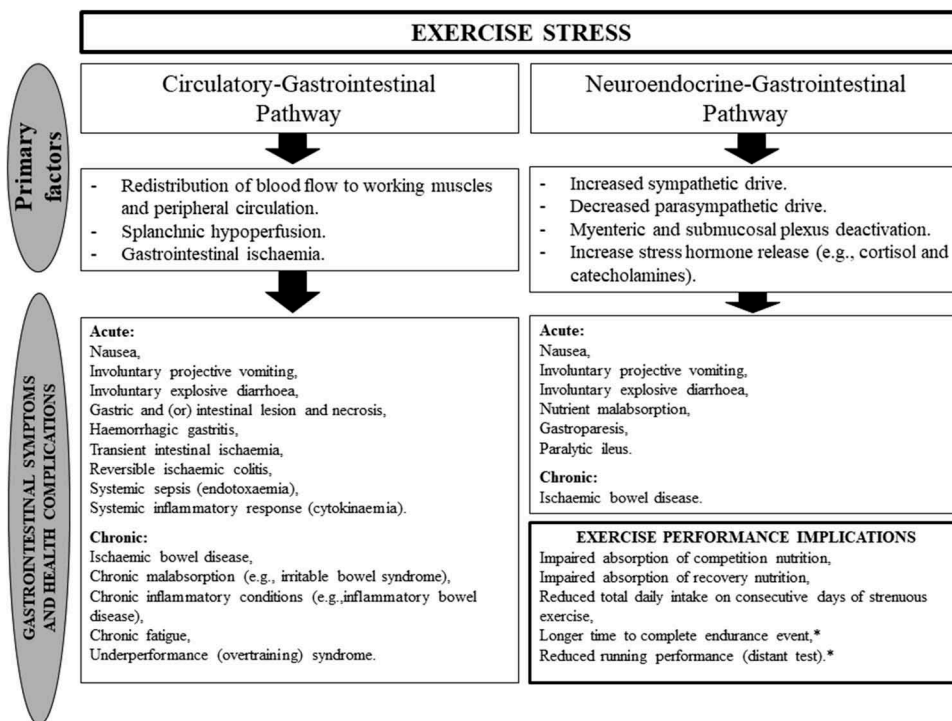 EXERCISE STRESS
Primary
factors
Circulatory-Gastrointestinal
Pathway
- Redistribution of blood flow to working muscles
and peripheral circulation.
- Splanchnic hypoperfusion.
- Gastrointestinal ischaemia.
Neuroendocrine-Gastrointestinal
Pathway
- Increased sympathetic drive.
- Decreased parasympathetic drive.
- Myenteric and submucosal plexus deactivation.
- Increase stress hormone release (e.g., cortisol and
catecholamines).
GASTROINTESTINAL SYMPTOMS
AND HEALTH COMPLICATIONS
Acute:
Nausea,
Involuntary projective vomiting,
Involuntary explosive diarrhoea,
Gastric and (or) intestinal lesion and necrosis,
Haemorrhagic gastritis,
Transient intestinal ischaemia,
Reversible ischaemic colitis,
Systemic sepsis (endotoxaemia),
Systemic inflammatory response (cytokinaemia).
Chronic:
Ischaemic bowel disease,
Chronic malabsorption (e.g., irritable bowel syndrome),
Chronic inflammatory conditions (e.g.,inflammatory bowel
disease),
Chronic fatigue,
Underperformance (overtraining) syndrome.
Acute:
Nausea,
Involuntary projective vomiting,
Involuntary explosive diarrhoea,
Nutrient malabsorption,
Gastroparesis,
Paralytic ileus.
Chronic:
Ischaemic bowel disease.
EXERCISE PERFORMANCE IMPLICATIONS
Impaired absorption of competition nutrition,
Impaired absorption of recovery nutrition,
Reduced total daily intake on consecutive days of strenuous
exercise,
Longer time to complete endurance event,*
Reduced running performance (distant test).*